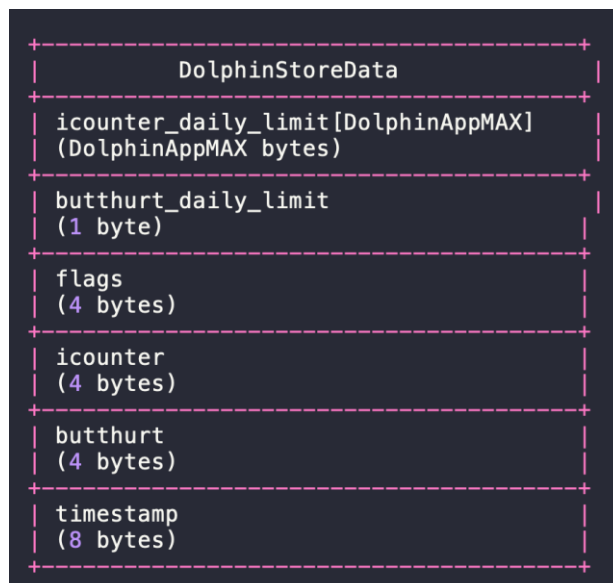 +---------------------------------------+
| DolphinStoreData |
+---------------------------------------+
| icounter_daily_limit[DolphinAppMAX] |
| (DolphinAppMAX bytes) |
+---------------------------------------+
| butthurt_daily_limit |
| (1 byte) |
+---------------------------------------+
| flags |
| (4 bytes) |
+---------------------------------------+
| icounter |
| (4 bytes) |
+---------------------------------------+
| butthurt |
| (4 bytes) |
+---------------------------------------+
| timestamp |
| (8 bytes) |
+---------------------------------------+